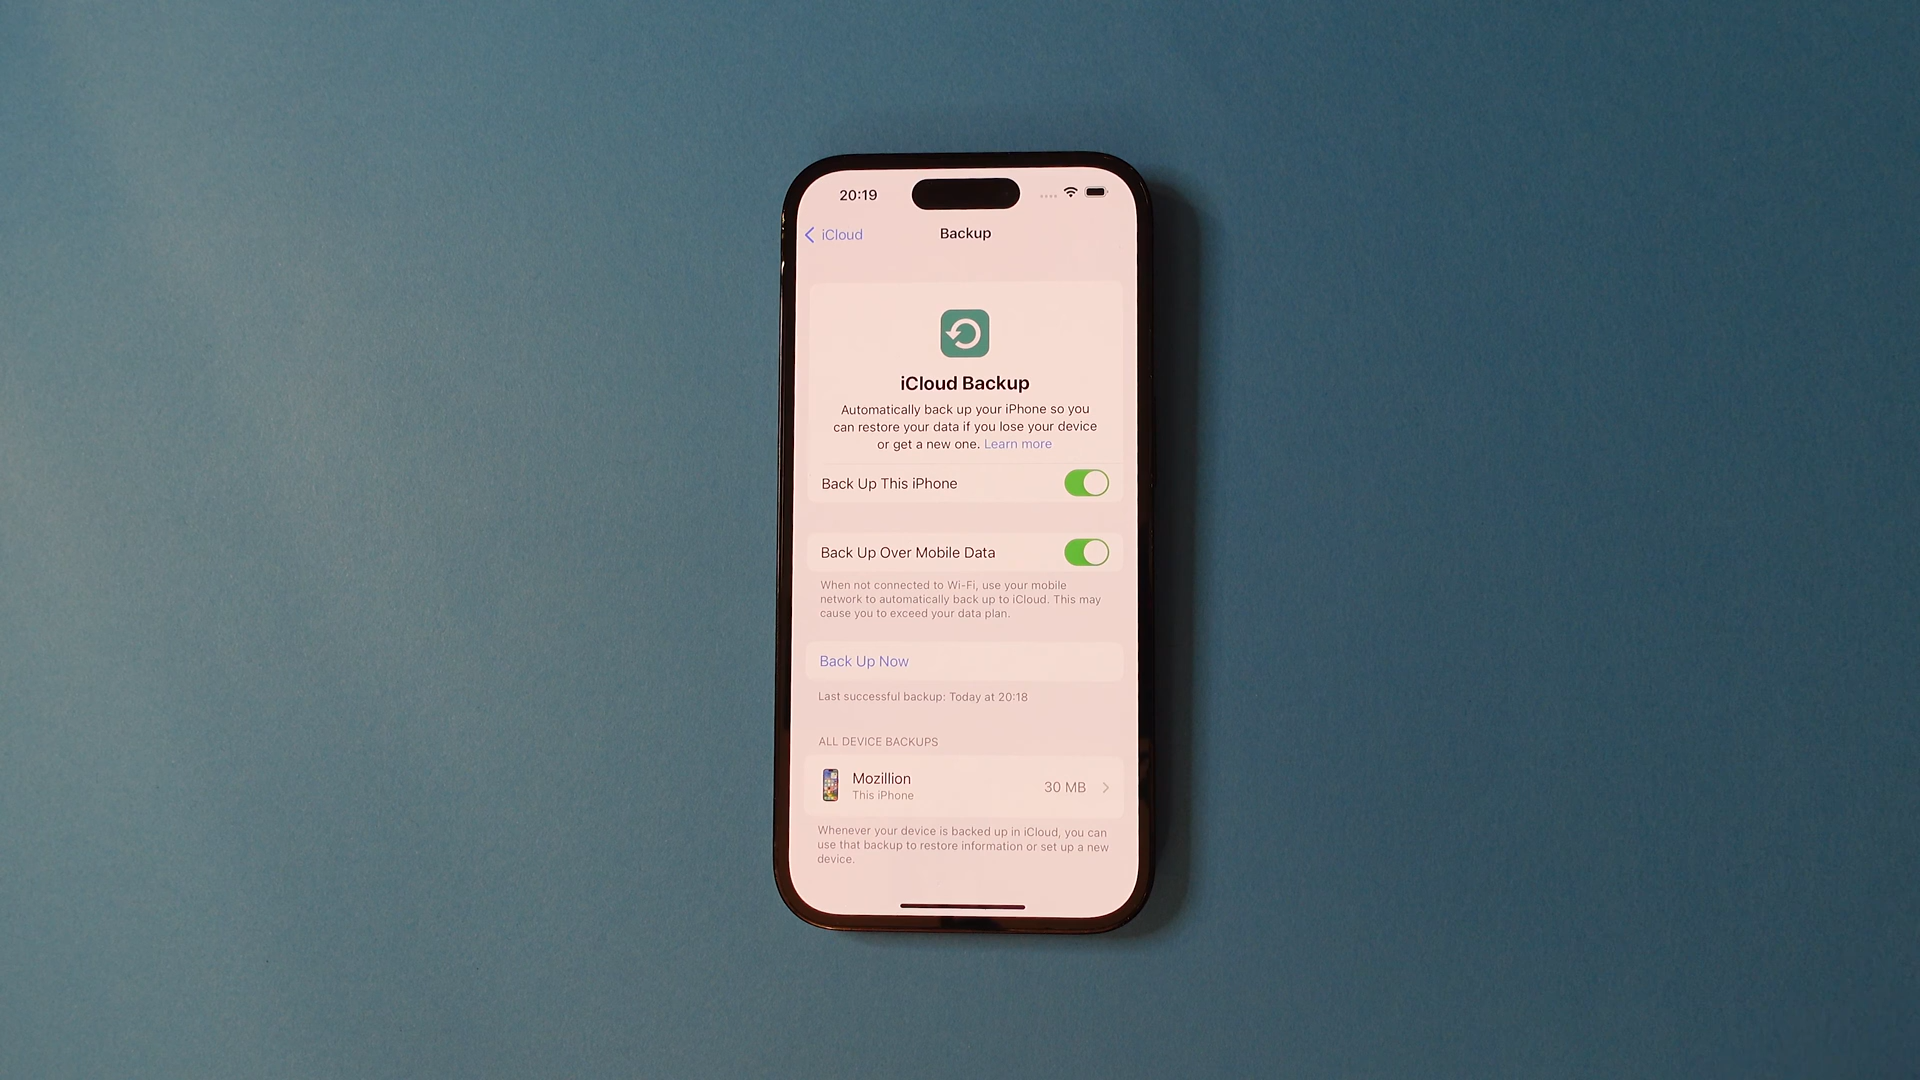 20:19
iCloud
Backup
iCloud Backup
Automatically back up your iPhone so you
can restore your data if you lose your device
or get a new one. Learn more
Back Up This iPhone
Back Up Over Mobile Data
When not connected to Wi-Fi, use your mobile
network to automatically back up to iCloud. This may
cause you to exceed your data plan.
Back Up Now
Last successful backup: Today at 20:18
ALL DEVICE BACKUPS
Mozillion
This iPhone
30 MB
Whenever your device is backed up in iCloud, you can
use that backup to restore information or set up a new
device.